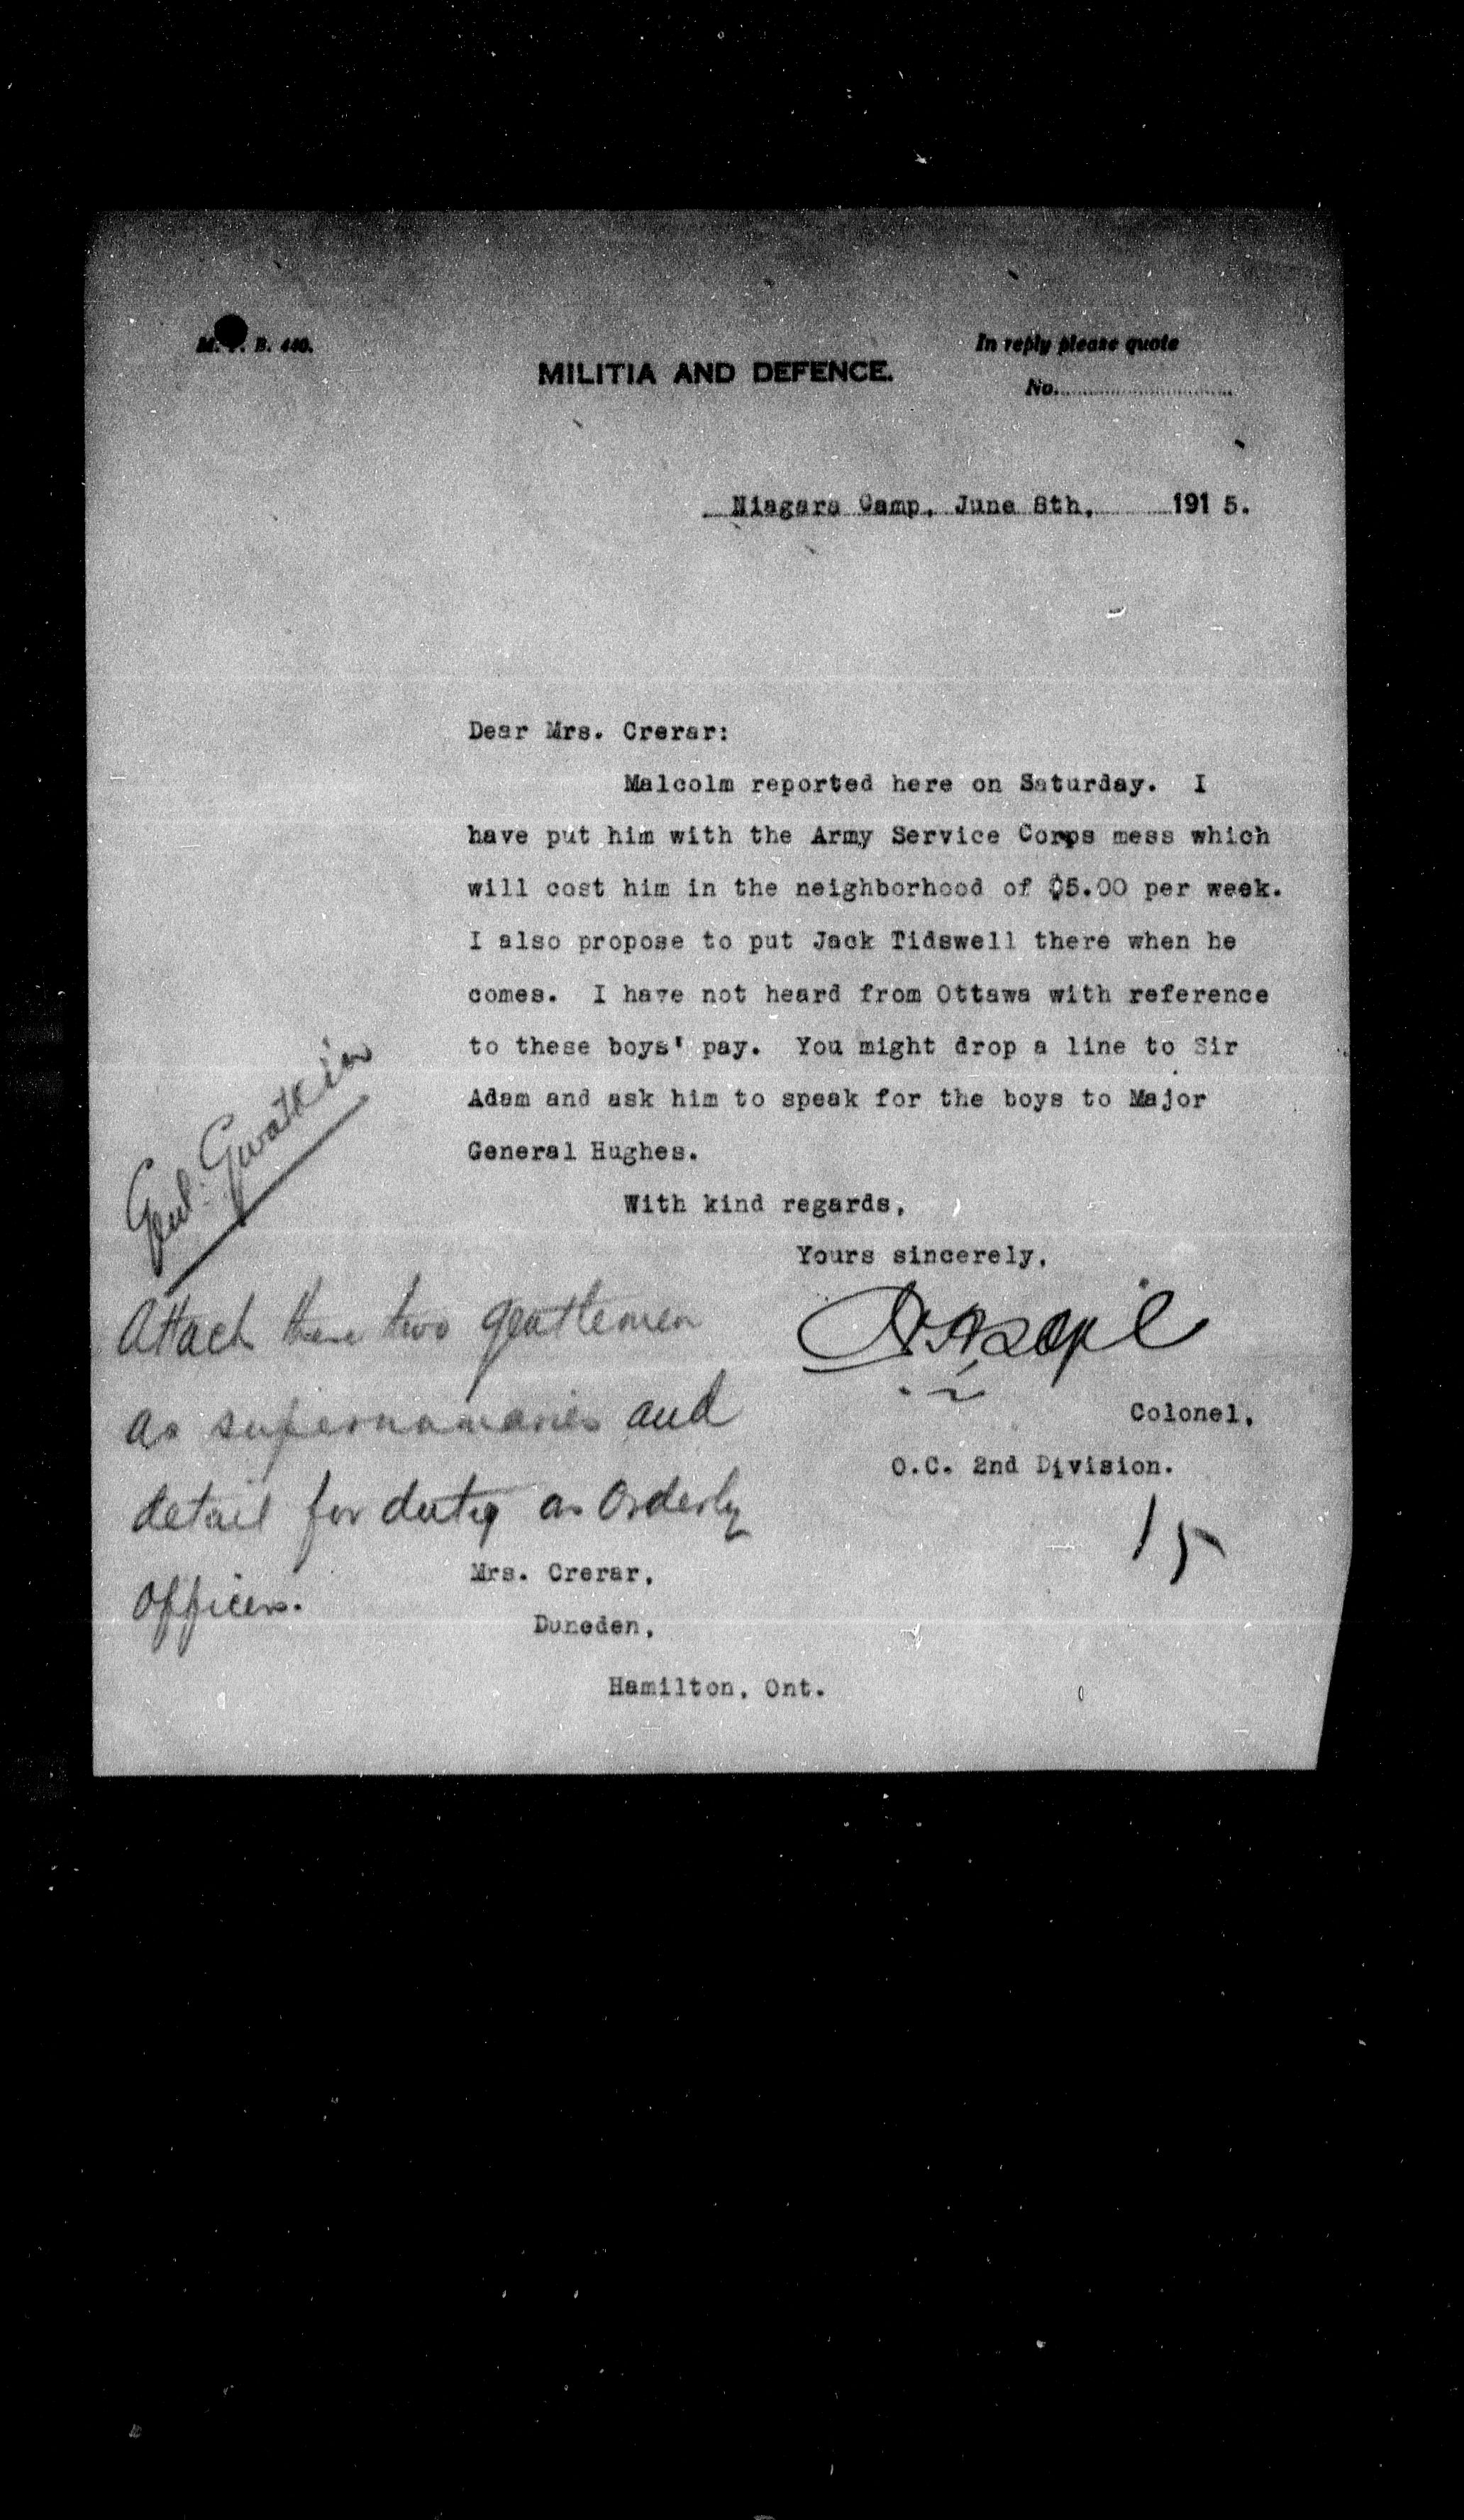 B. 440.
In reply please quote
MILITIA AND DEFENCE.
No.
Niagara Camp, June 8th, 191 5.
Dear Mrs. Crerar:
Malcolm reported here on Saturday. I
have put him with the Army Service Corps mess which
will cost him in the neighborhood of $5.00 per week.
I also propose to put Jack Tidswell there when he
comes. I have not heard from Ottawa with reference
to these boys' pay. You might drop a line to Sir
Adam and ask him to speak for the boys to Major
General Hughes.
With kind regards,
Yours sincerely,
Colonel,
O.C. 2nd Division.
15
Mrs. Crerar,
Duneden,
Hamilton, Ont.
Genl. Gwatkin
Attach these two gentlemen
as supernumaries and
detail for duty as Orderly
Officers.